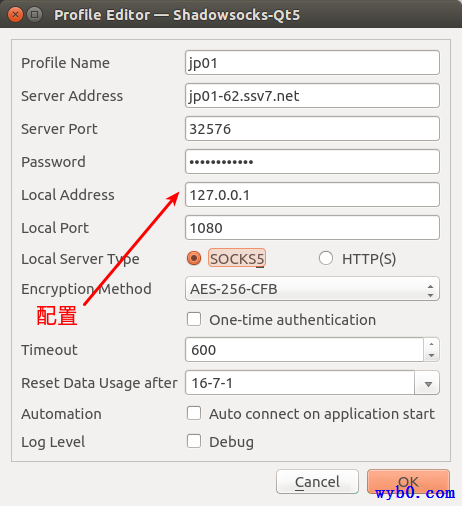 Profile Editor — Shadowsocks-Qt5
Profile Name jp01
Server Address jp01-62.ssv7.net
Server Port 32576
Password ••••••••••••
Local Address 127.0.0.1
Local Port 1080
Local Server Type SOCKS5 HTTP(S)
Encryption Method AES-256-CFB
配置
One-time authentication
Timeout 600
Reset Data Usage after 16-7-1
Automation Auto connect on application start
Log Level Debug
Cancel OK
wyb0.com